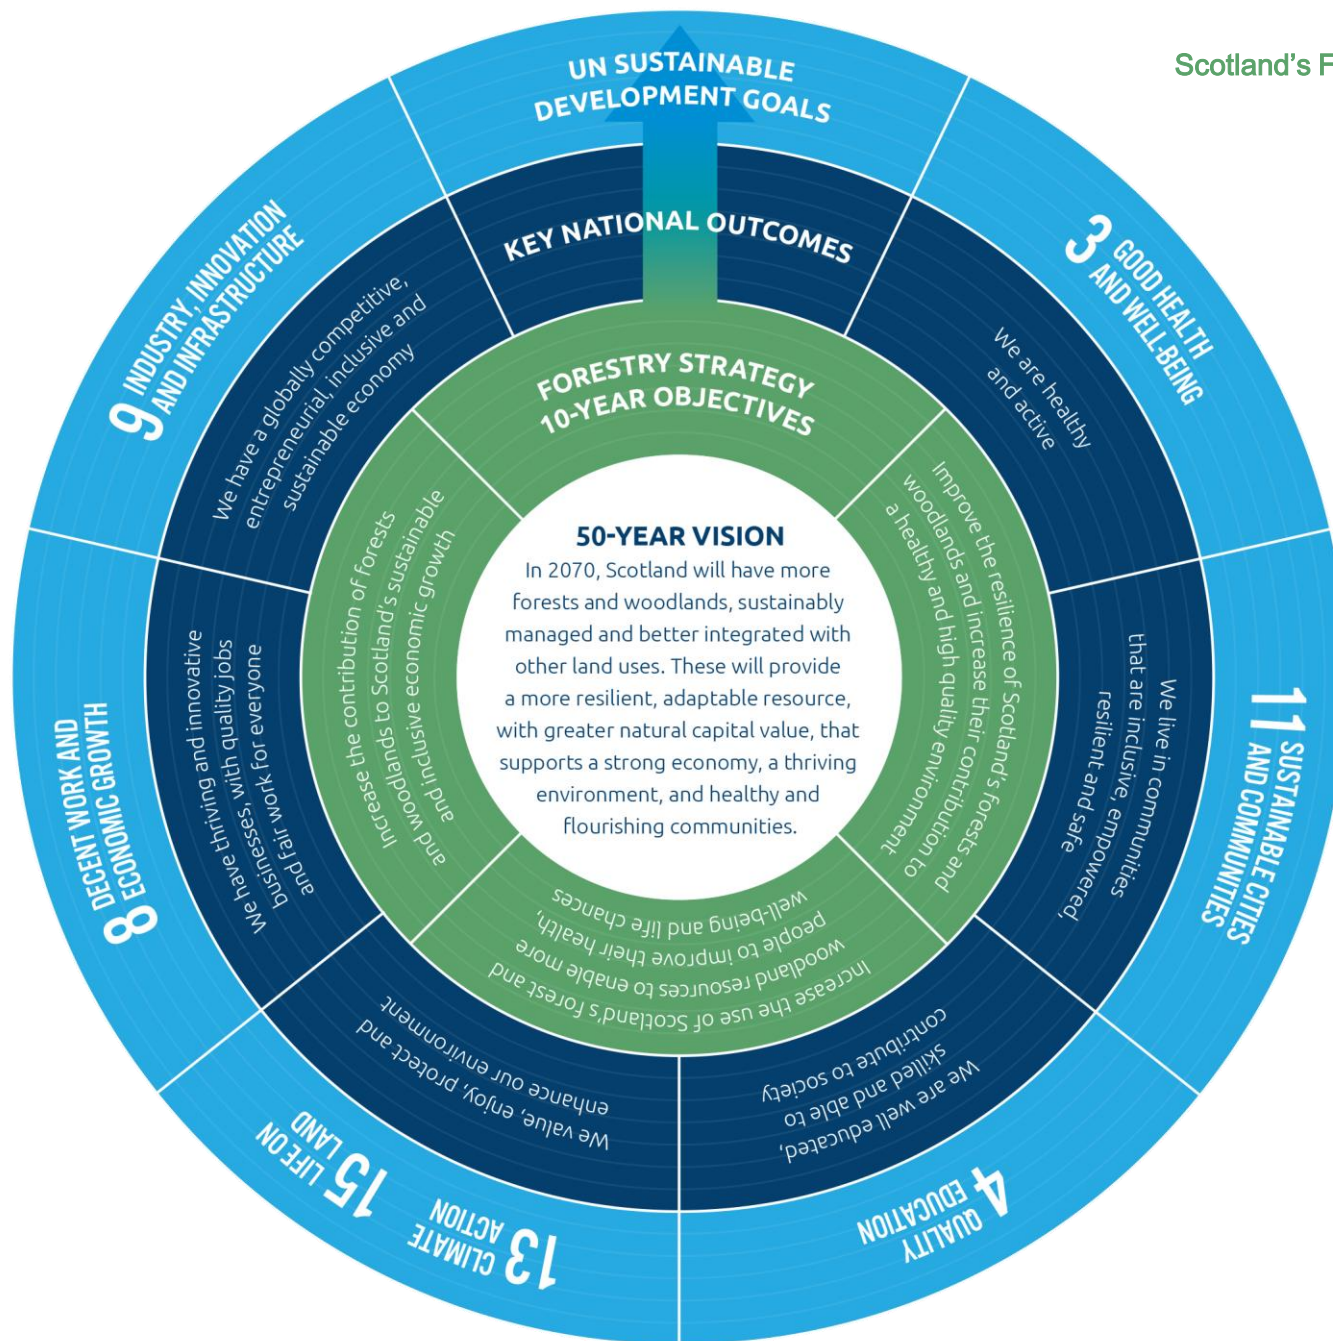 Scotland's F
UN SUSTAINABLE
DEVELOPMENT GOALS
KEY NATIONAL OUTCOMES
FORESTRY STRATEGY
10-YEAR OBJECTIVES
50-YEAR VISION
In 2070, Scotland will have more
forests and woodlands, sustainably
managed and better integrated with
other land uses. These will provide
a more resilient, adaptable resource,
with greater natural capital value, that
supports a strong economy, a thriving
environment, and healthy and
flourishing communities.
Improve the resilience of Scotland's forests and
woodlands and increase their contribution to
a healthy and high quality environment
Increase the use of Scotland's forest and
woodland resources to enable more
people to improve their health,
well-being and life chances
Increase the contribution of forests
and woodlands to Scotland's sustainable
and inclusive economic growth
We are healthy
and active
We live in communities
that are inclusive, empowered,
resilient and safe
We are well educated,
skilled and able to
contribute to society
We value, enjoy, protect and
enhance our environment
We have thriving and innovative
businesses, with quality jobs
and fair work for everyone
We have a globally competitive,
entrepreneurial, inclusive and
sustainable economy
3 GOOD HEALTH
AND WELL-BEING
11 SUSTAINABLE CITIES
AND COMMUNITIES
4 QUALITY
EDUCATION
13 CLIMATE
ACTION
15 LIFE ON
LAND
8 DECENT WORK AND
ECONOMIC GROWTH
9 INDUSTRY, INNOVATION
AND INFRASTRUCTURE